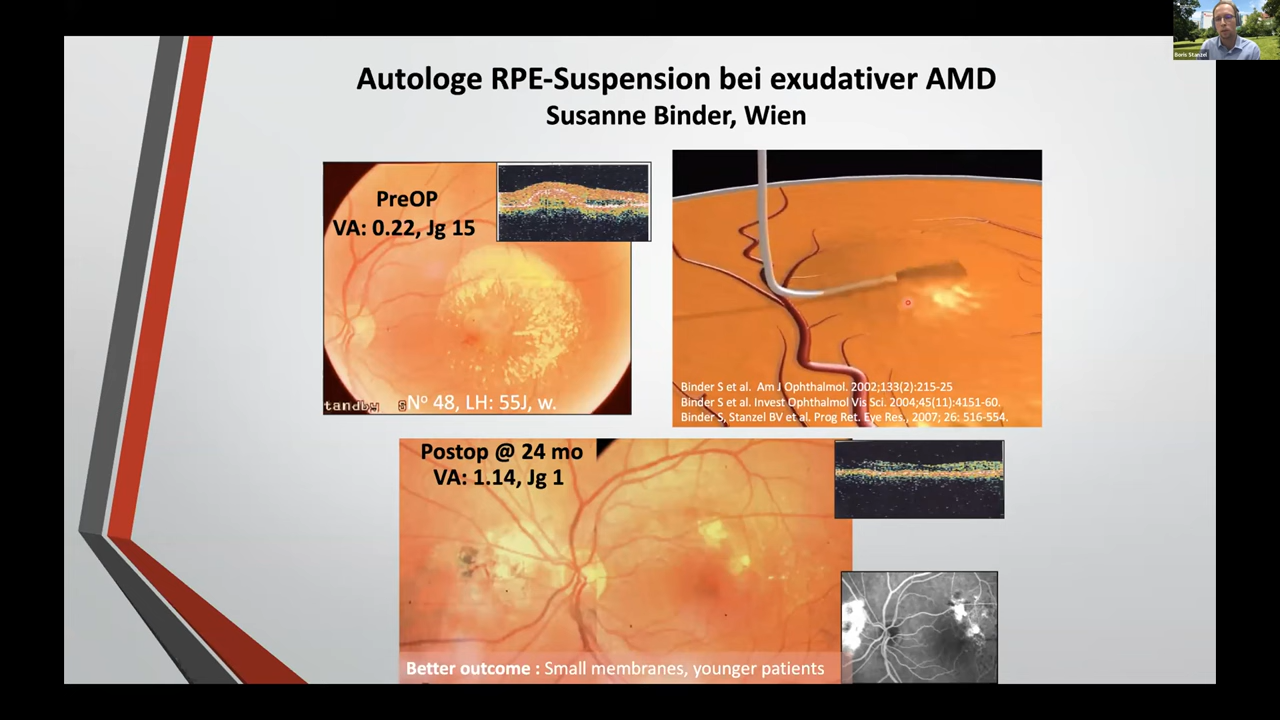 Boris Stanzel
Autologe RPE-Suspension bei exudativer AMD
Susanne Binder, Wien
PreOP
VA: 0.22, Jg 15
tandby S
Nº 48, LH: 55J, w.
Binder S et al. Am J Ophthalmol. 2002;133(2):215-25
Binder S et al. Invest Ophthalmol Vis Sci. 2004;45(11):4151-60.
Binder S, Stanzel BV et al. Prog Ret. Eye Res., 2007; 26: 516-554.
Postop @ 24 mo
VA: 1.14, Jg 1
Better outcome : Small membranes, younger patients